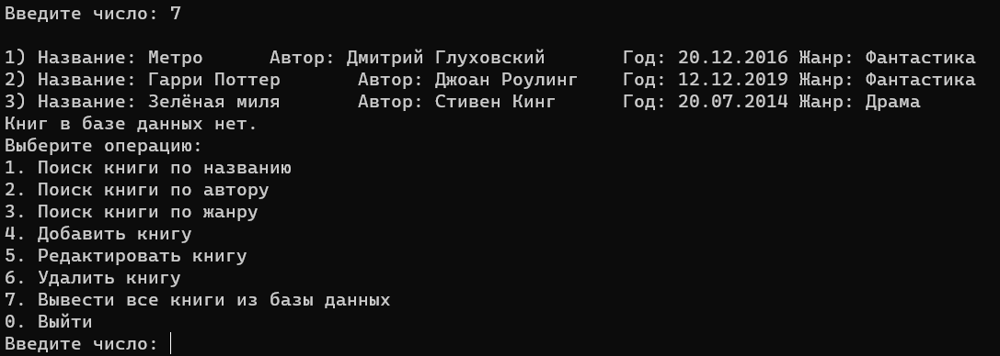 Введите число: 7
1) Название: Метро Автор: Дмитрий Глуховский Год: 20.12.2016 Жанр: Фантастика
2) Название: Гарри Поттер Автор: Джоан Роулинг Год: 12.12.2019 Жанр: Фантастика
3) Название: Зелёная миля Автор: Стивен Кинг Год: 20.07.2014 Жанр: Драма
Книг в базе данных нет.
Выберите операцию:
1. Поиск книги по названию
2. Поиск книги по автору
3. Поиск книги по жанру
4. Добавить книгу
5. Редактировать книгу
6. Удалить книгу
7. Вывести все книги из базы данных
0. Выйти
Введите число: